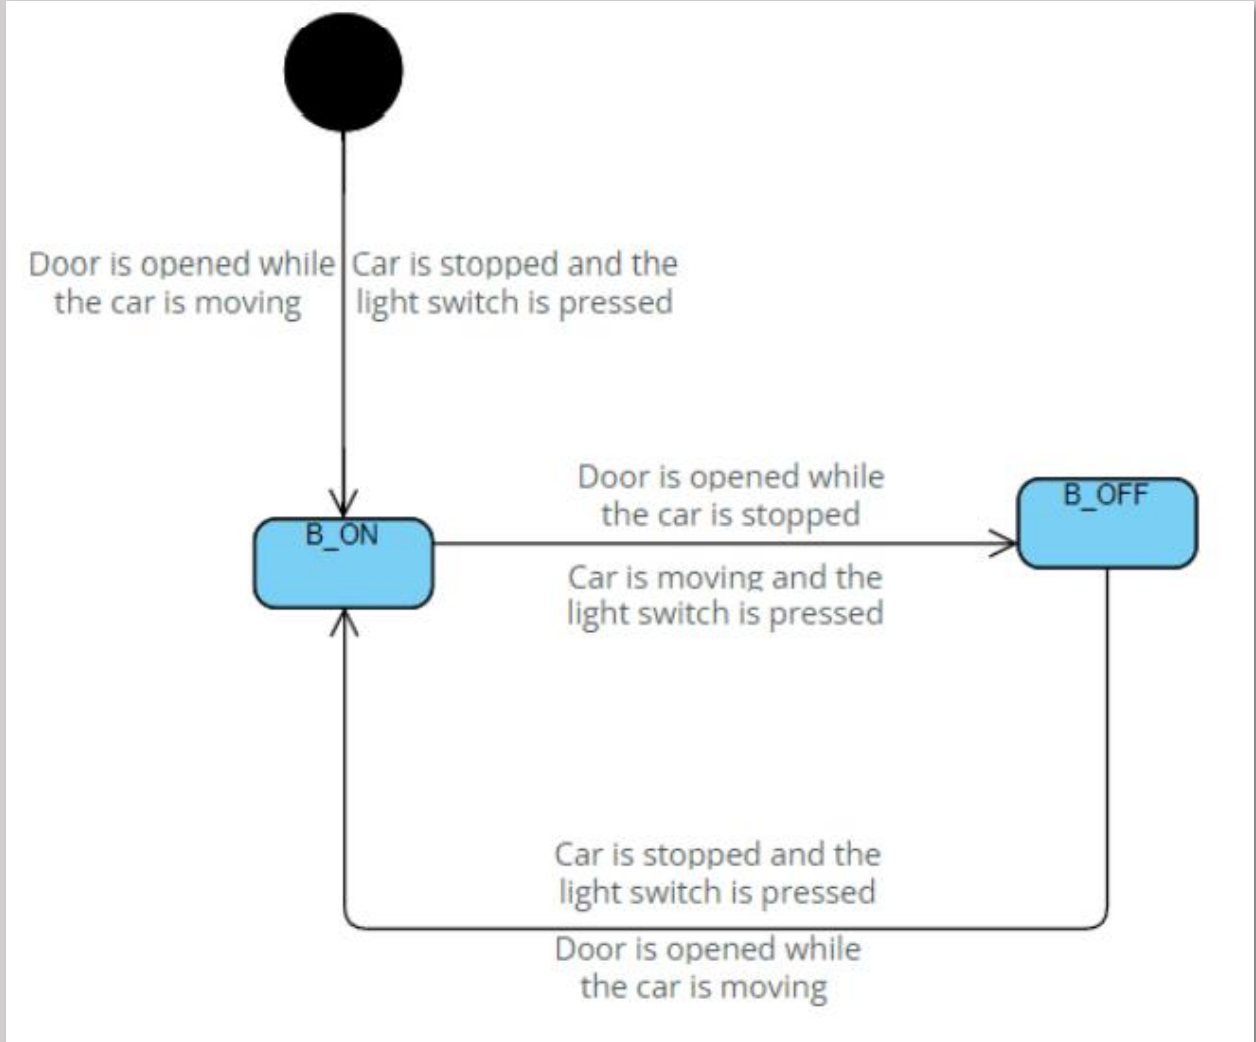 Door is opened while
the car is moving
Car is stopped and the
light switch is pressed
Door is opened while
the car is stopped
B_OFF
B_ON
Car is moving and the
light switch is pressed
Car is stopped and the
light switch is pressed
Door is opened while
the car is moving